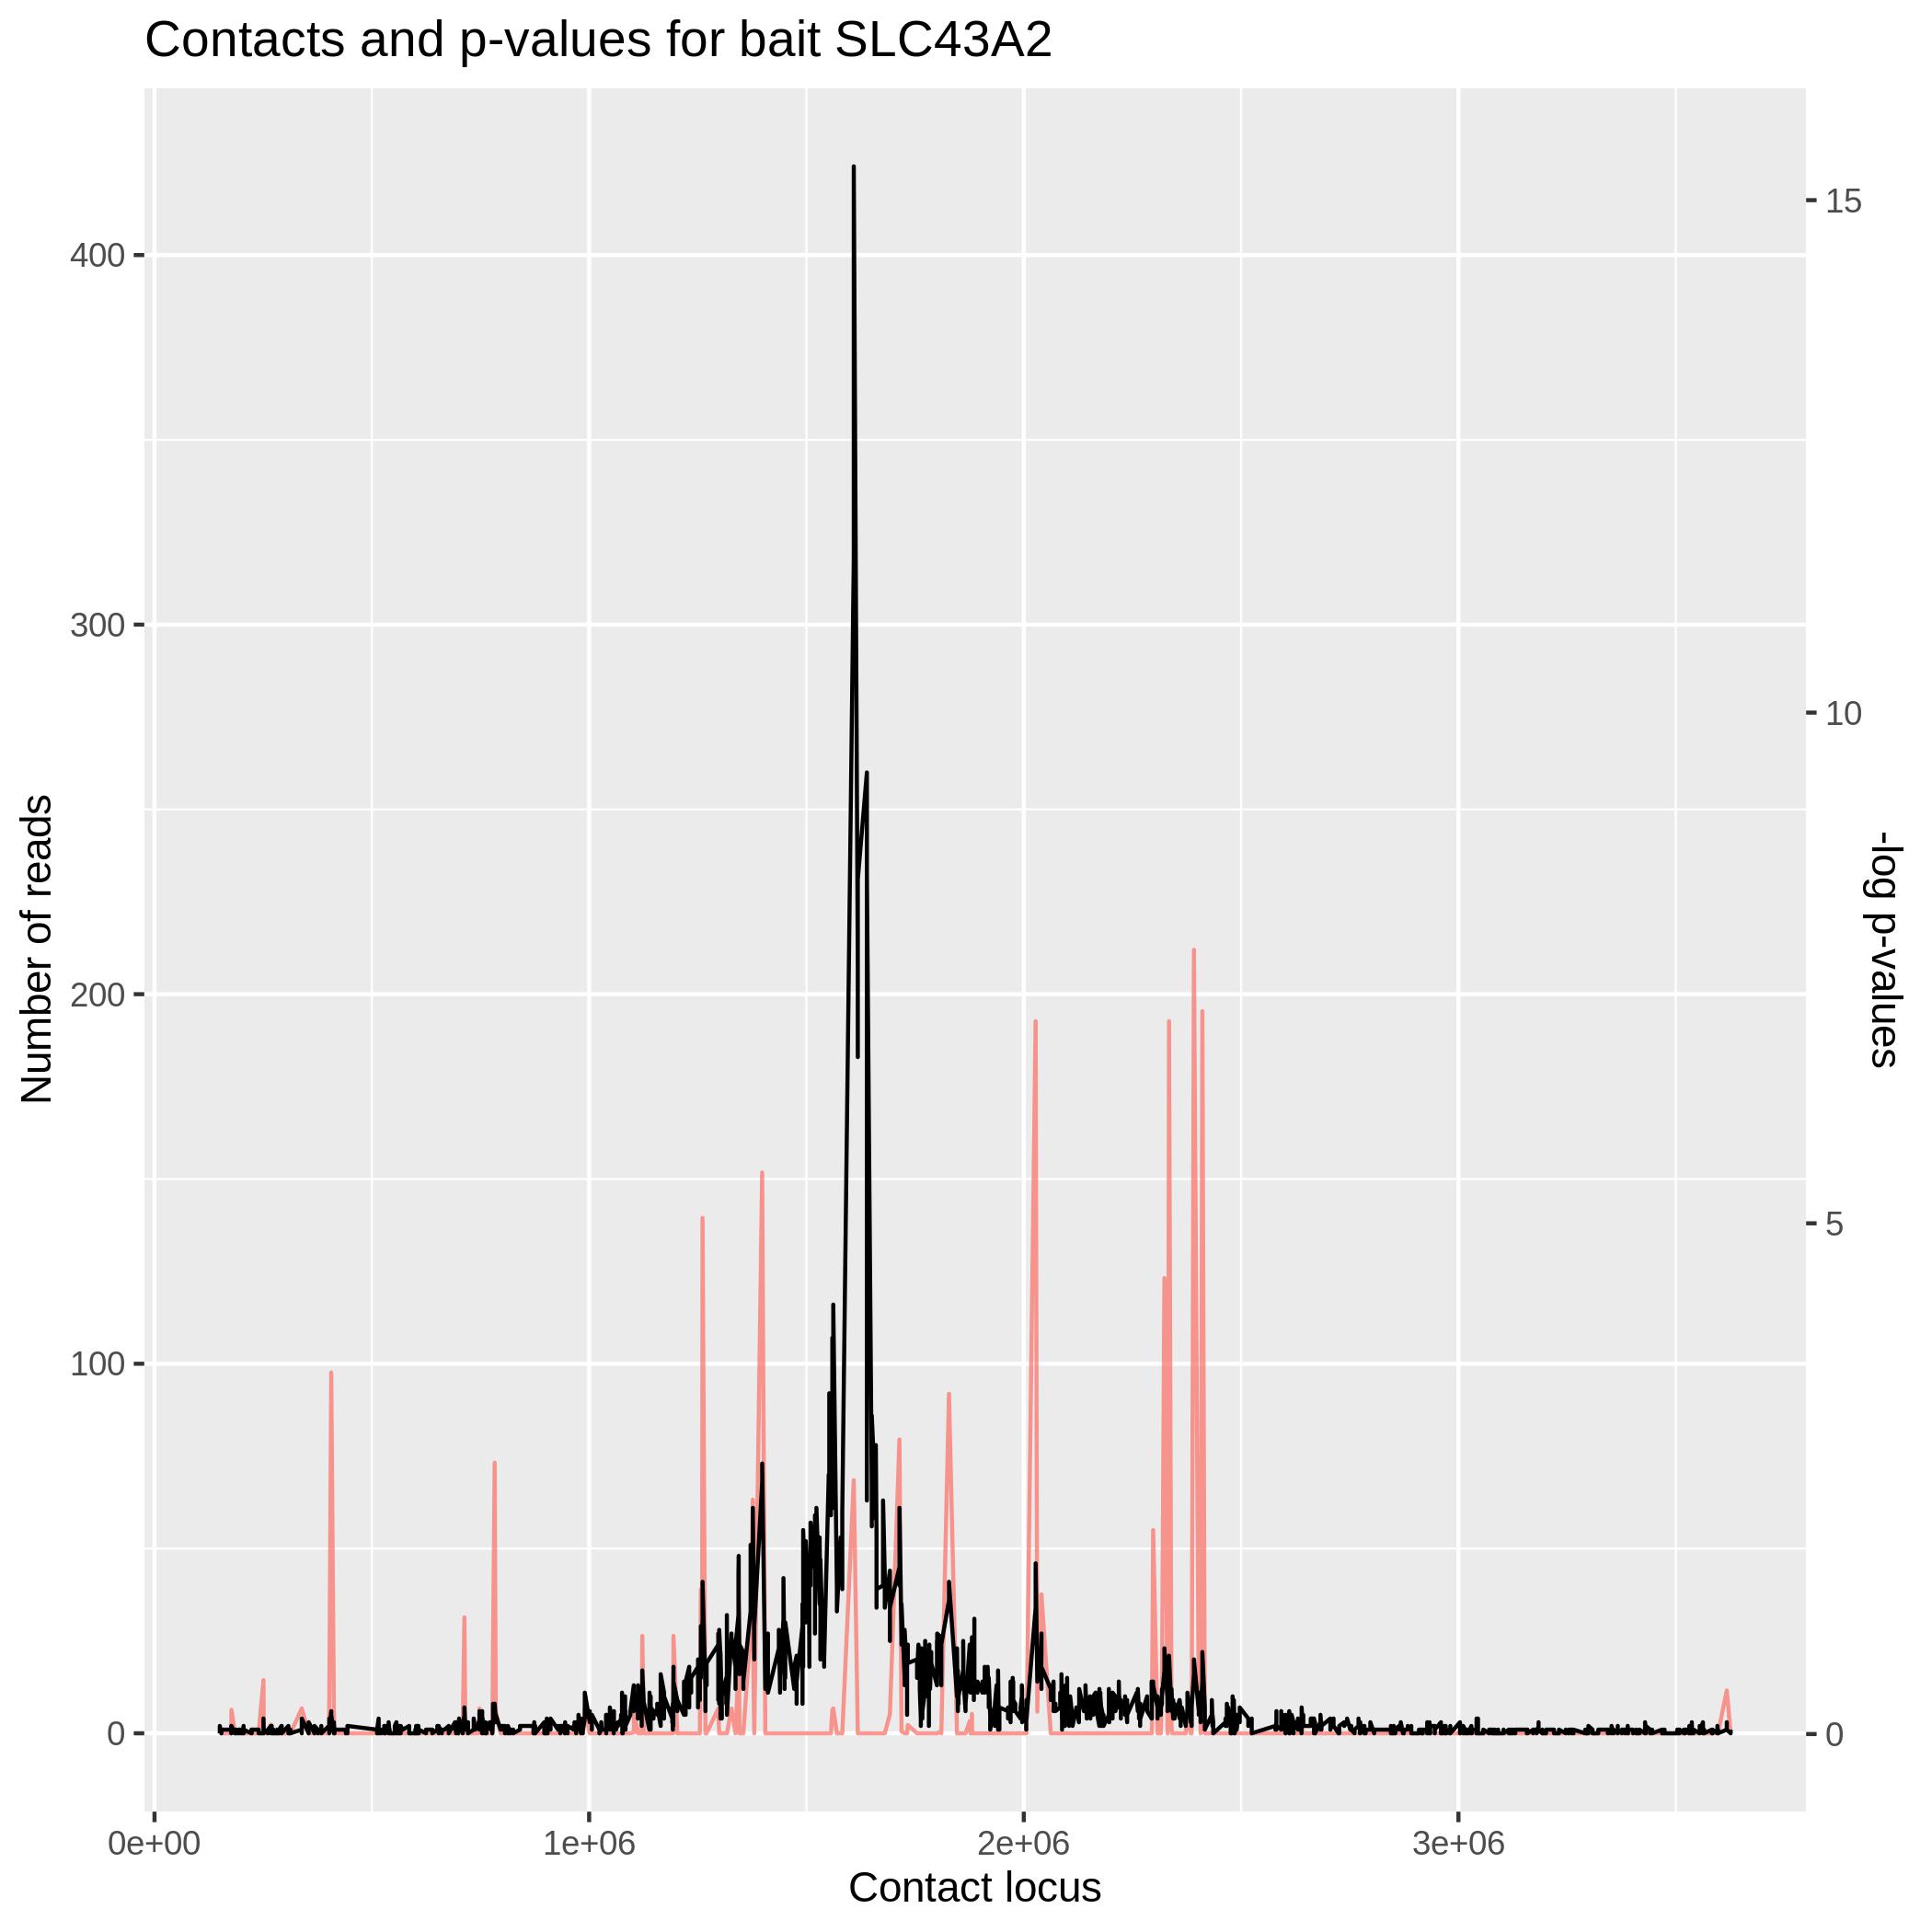 Contacts and p-values for bait SLC43A2
Number of reads
400
300
200
100
0
15
10
5
0
-log p-values
0e+00
1e+06
2e+06
3e+06
Contact locus